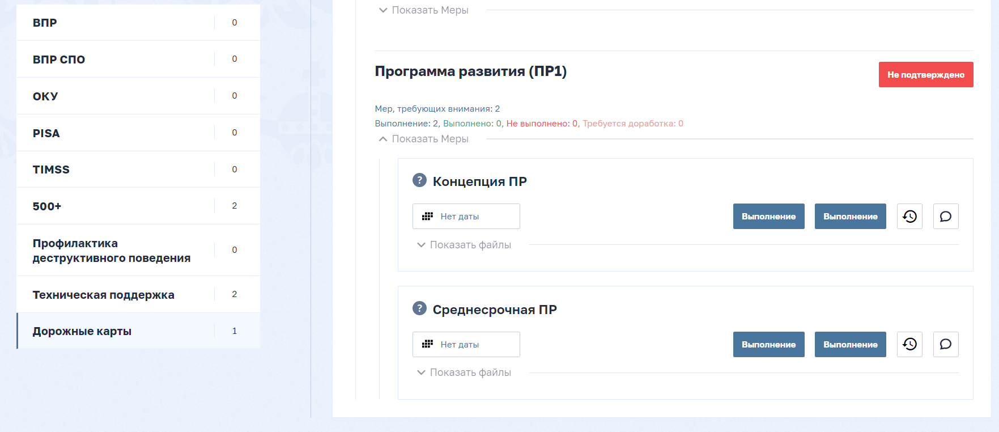 ВПР 0
ВПР СПО 0
ОКУ 0
PISA 0
TIMSS 0
500+ 2
Профилактика
деструктивного поведения 0
Техническая поддержка 2
Дорожные карты 1
Показать Меры
Программа развития (ПР1)
Не подтверждено
Мер, требующих внимания: 2
Выполнение: 2, Выполнено: 0, Не выполнено: 0, Требуется доработка: 0
Показать Меры
? Концепция ПР
Нет даты Выполнение Выполнение
Показать файлы
? Среднесрочная ПР
Нет даты Выполнение Выполнение
Показать файлы